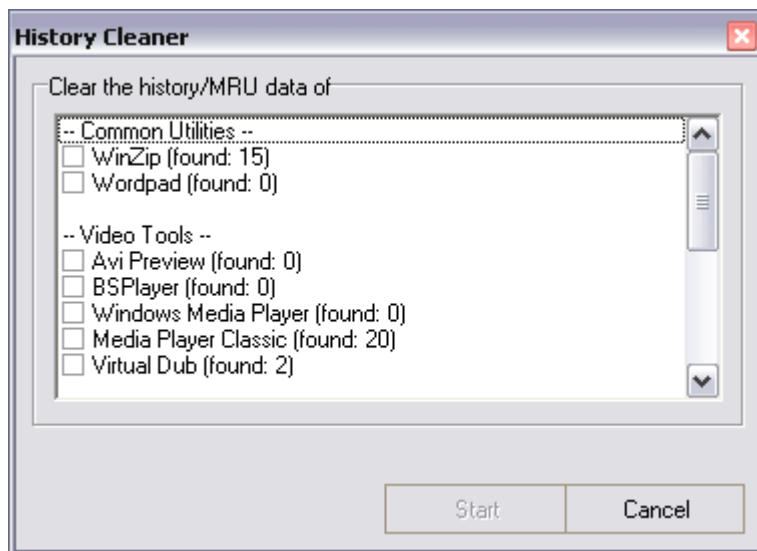 History Cleaner
Clear the history/MRU data of
-- Common Utilities --
WinZip (found: 15)
Wordpad (found: 0)
-- Video Tools --
Avi Preview (found: 0)
BSPlayer (found: 0)
Windows Media Player (found: 0)
Media Player Classic (found: 20)
Virtual Dub (found: 2)
Start Cancel